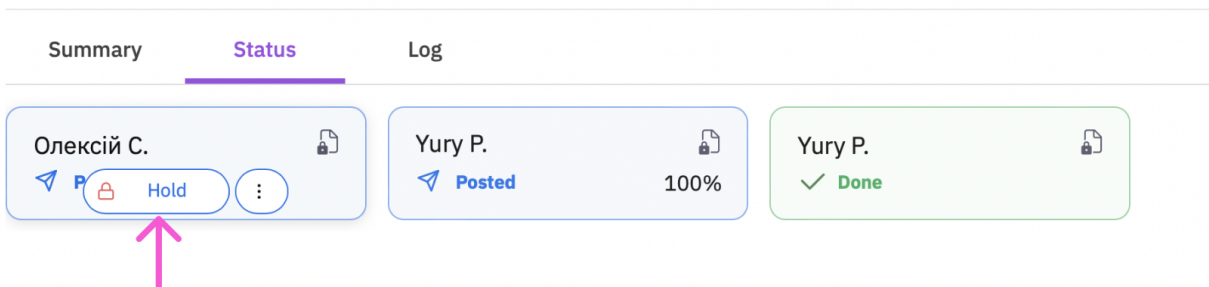 Summary
Status
Log
Олексій С.
Hold
Yury P.
Posted
100%
Yury P.
Done